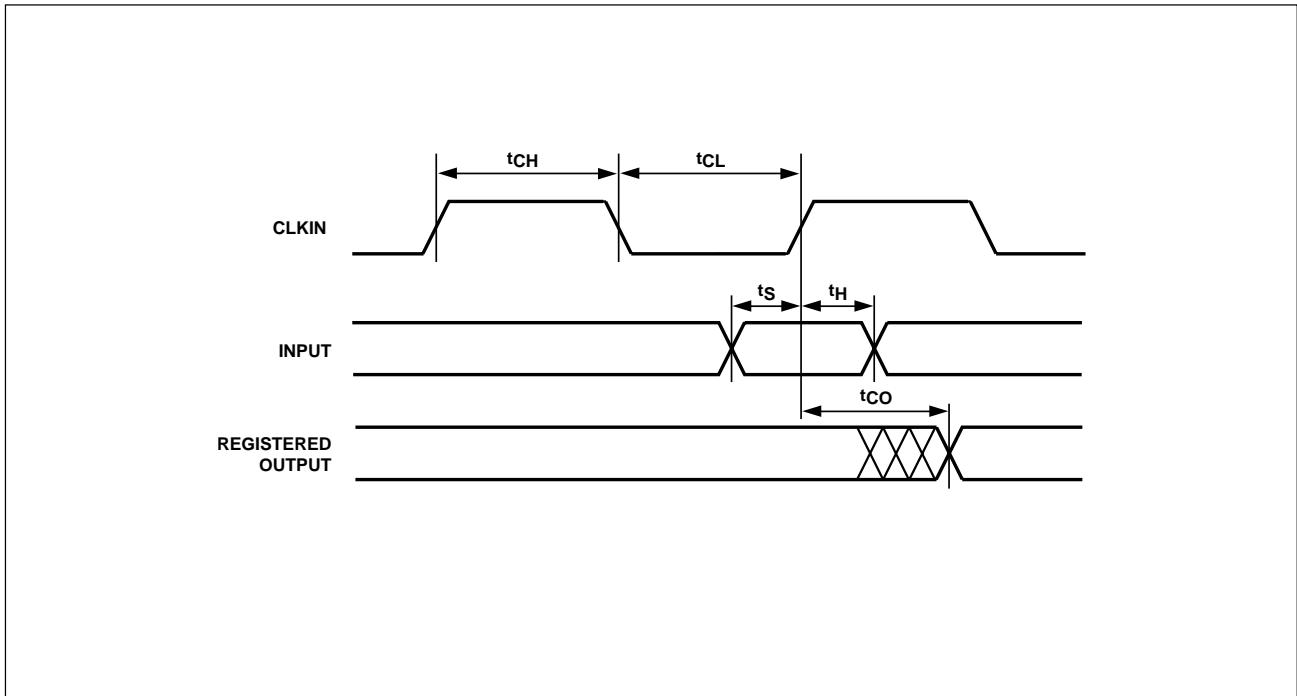 tCH
tCL
CLKIN
tS
tH
INPUT
tCO
REGISTERED
OUTPUT